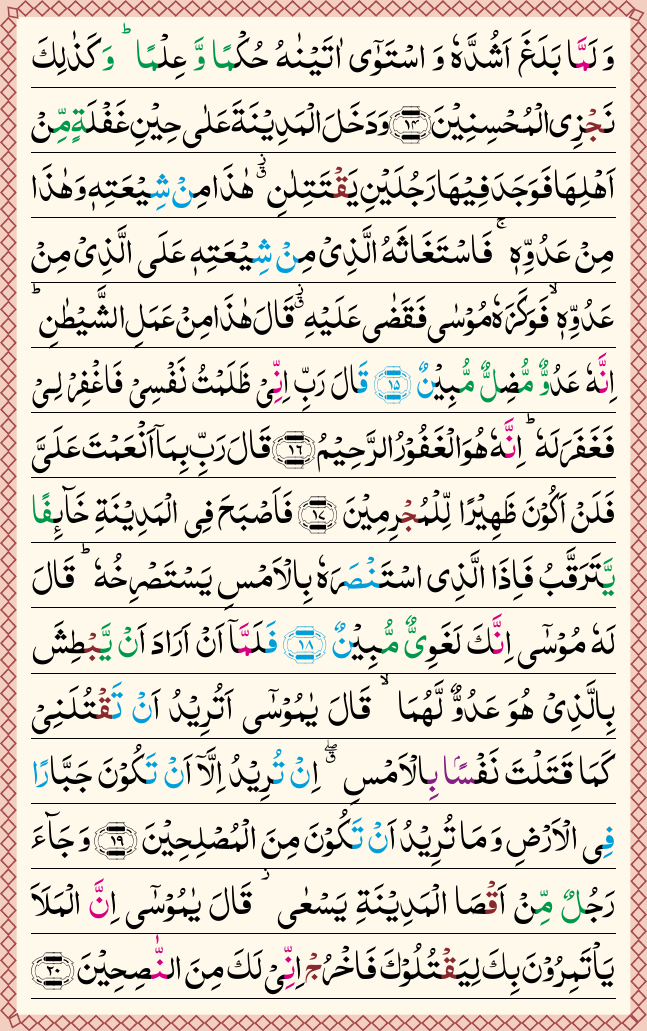 وَ لَمَّا بَلَغَ اَشُدَّهٗ وَ اسْتَوٰۤى اٰتَيْنٰهُ حُكْمًا وَّ عِلْمًا ؕ وَ كَذٰلِكَ
نَجْزِى الْمُحْسِنِيْنَ ﴿۱۴﴾ وَ دَخَلَ الْمَدِيْنَةَ عَلٰى حِيْنِ غَفْلَةٍ مِّنْ
اَهْلِهَا فَوَجَدَ فِيْهَا رَجُلَيْنِ يَقْتَتِلٰنِ ۗ٘ هٰذَا مِنْ شِيْعَتِهٖ وَ هٰذَا
مِنْ عَدُوِّهٖ ۚ فَاسْتَغَاثَهُ الَّذِىْ مِنْ شِيْعَتِهٖ عَلَى الَّذِىْ مِنْ
عَدُوِّهٖ ۙ فَوَكَزَهٗ مُوْسٰى فَقَضٰى عَلَيْهِ ۗ٘ قَالَ هٰذَا مِنْ عَمَلِ الشَّيْطٰنِ ؕ
اِنَّهٗ عَدُوٌّ مُّضِلٌّ مُّبِيْنٌ ﴿۱۵﴾ قَالَ رَبِّ اِنِّىْ ظَلَمْتُ نَفْسِىْ فَاغْفِرْ لِىْ
فَغَفَرَ لَهٗ ؕ اِنَّهٗ هُوَ الْغَفُوْرُ الرَّحِيْمُ ﴿۱۶﴾ قَالَ رَبِّ بِمَاۤ اَنْعَمْتَ عَلَىَّ
فَلَنْ اَكُوْنَ ظَهِيْرًا لِّلْمُجْرِمِيْنَ ﴿۱۷﴾ فَاَصْبَحَ فِى الْمَدِيْنَةِ خَآئِفًا
يَّتَرَقَّبُ فَاِذَا الَّذِى اسْتَنْصَرَهٗ بِالْاَمْسِ يَسْتَصْرِخُهٗ ؕ قَالَ
لَهٗ مُوْسٰۤى اِنَّكَ لَغَوِىٌّ مُّبِيْنٌ ﴿۱۸﴾ فَلَمَّاۤ اَنْ اَرَادَ اَنْ يَّبْطِشَ
بِالَّذِىْ هُوَ عَدُوٌّ لَّهُمَا ۙ قَالَ يٰمُوْسٰۤى اَتُرِيْدُ اَنْ تَقْتُلَنِىْ
كَمَا قَتَلْتَ نَفْسًۢا بِالْاَمْسِ ۖۗ اِنْ تُرِيْدُ اِلَّاۤ اَنْ تَكُوْنَ جَبَّارًا
فِى الْاَرْضِ وَ مَا تُرِيْدُ اَنْ تَكُوْنَ مِنَ الْمُصْلِحِيْنَ ﴿۱۹﴾ وَ جَآءَ
رَجُلٌ مِّنْ اَقْصَا الْمَدِيْنَةِ يَسْعٰى ؗ قَالَ يٰمُوْسٰۤى اِنَّ الْمَلَاَ
يَاْتَمِرُوْنَ بِكَ لِيَقْتُلُوْكَ فَاخْرُجْ اِنِّىْ لَكَ مِنَ النّٰصِحِيْنَ ﴿۲۰﴾